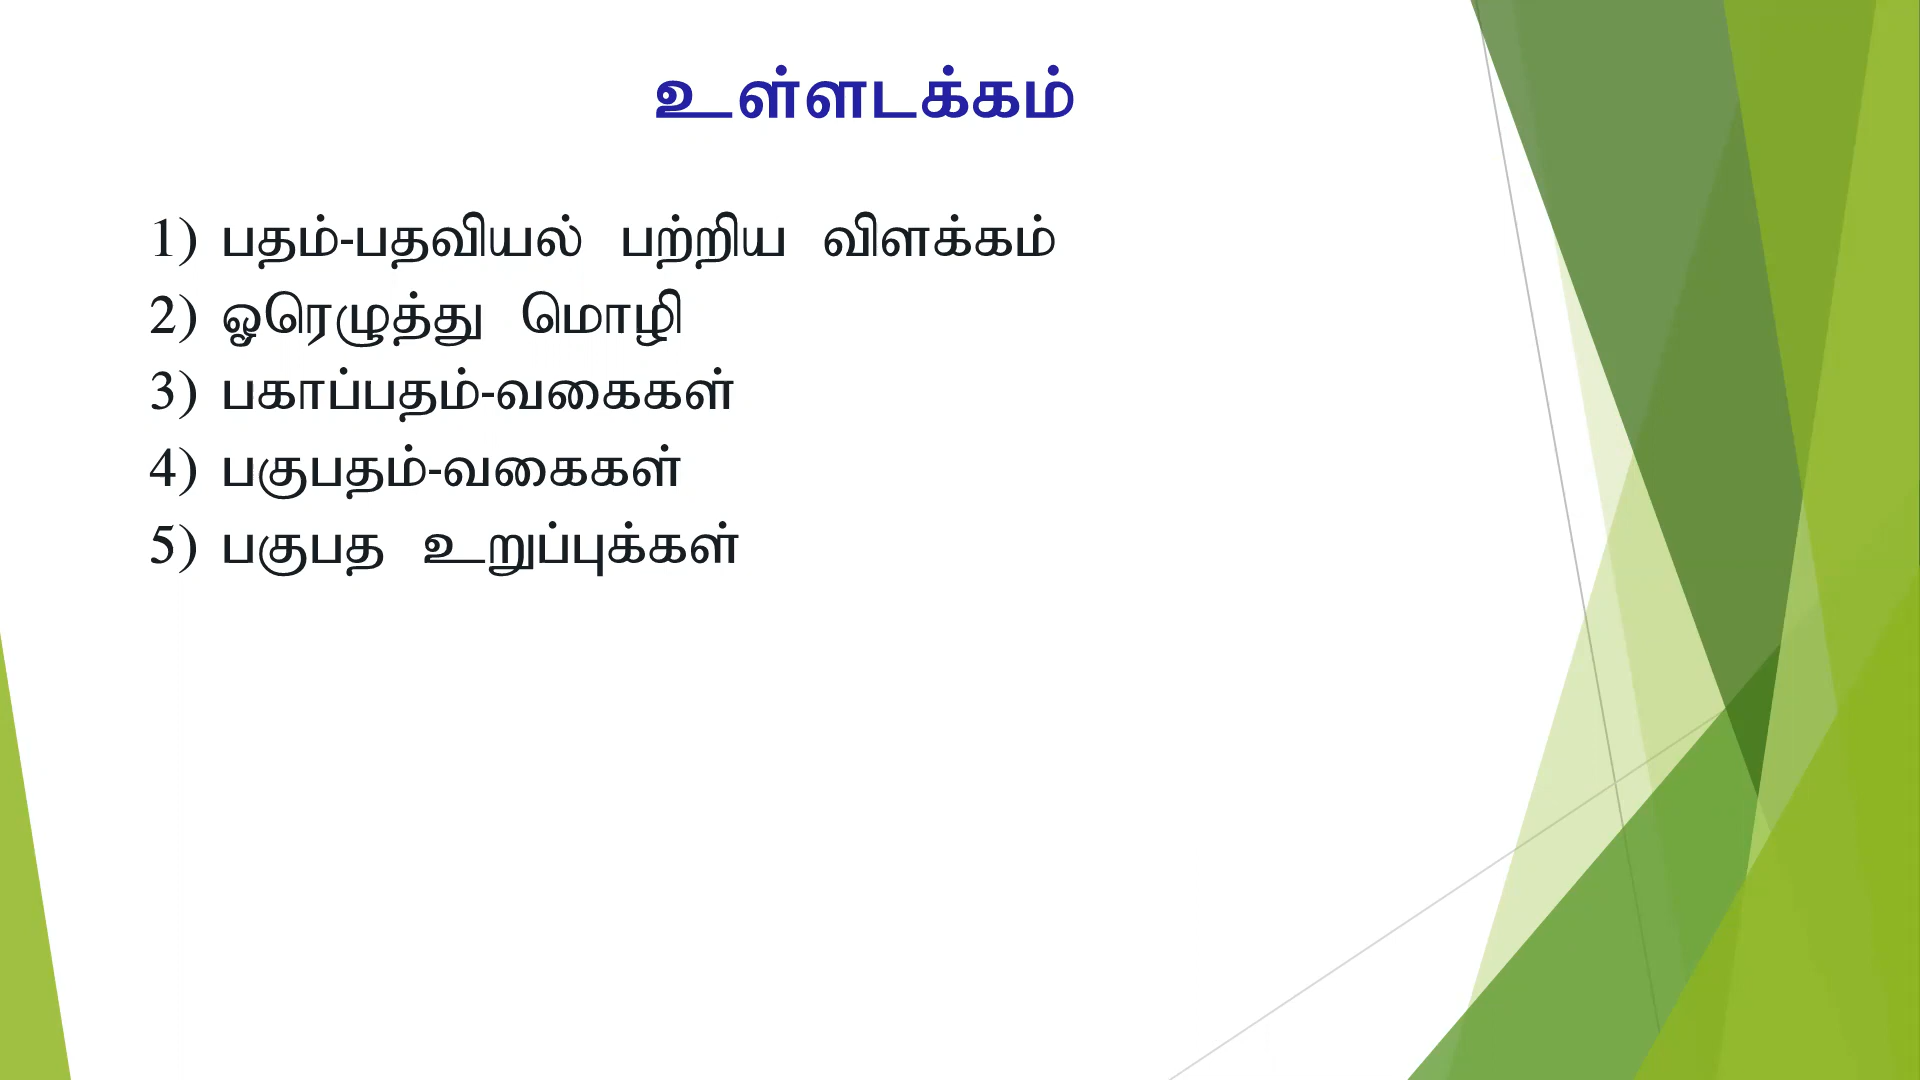 உள்ளடக்கம்
1) பதம்-பதவியல் பற்றிய விளக்கம்
2) ஓரெழுத்து மொழி
3) பகாப்பதம்-வகைகள்
4) பகுபதம்-வகைகள்
5) பகுபத உறுப்புக்கள்